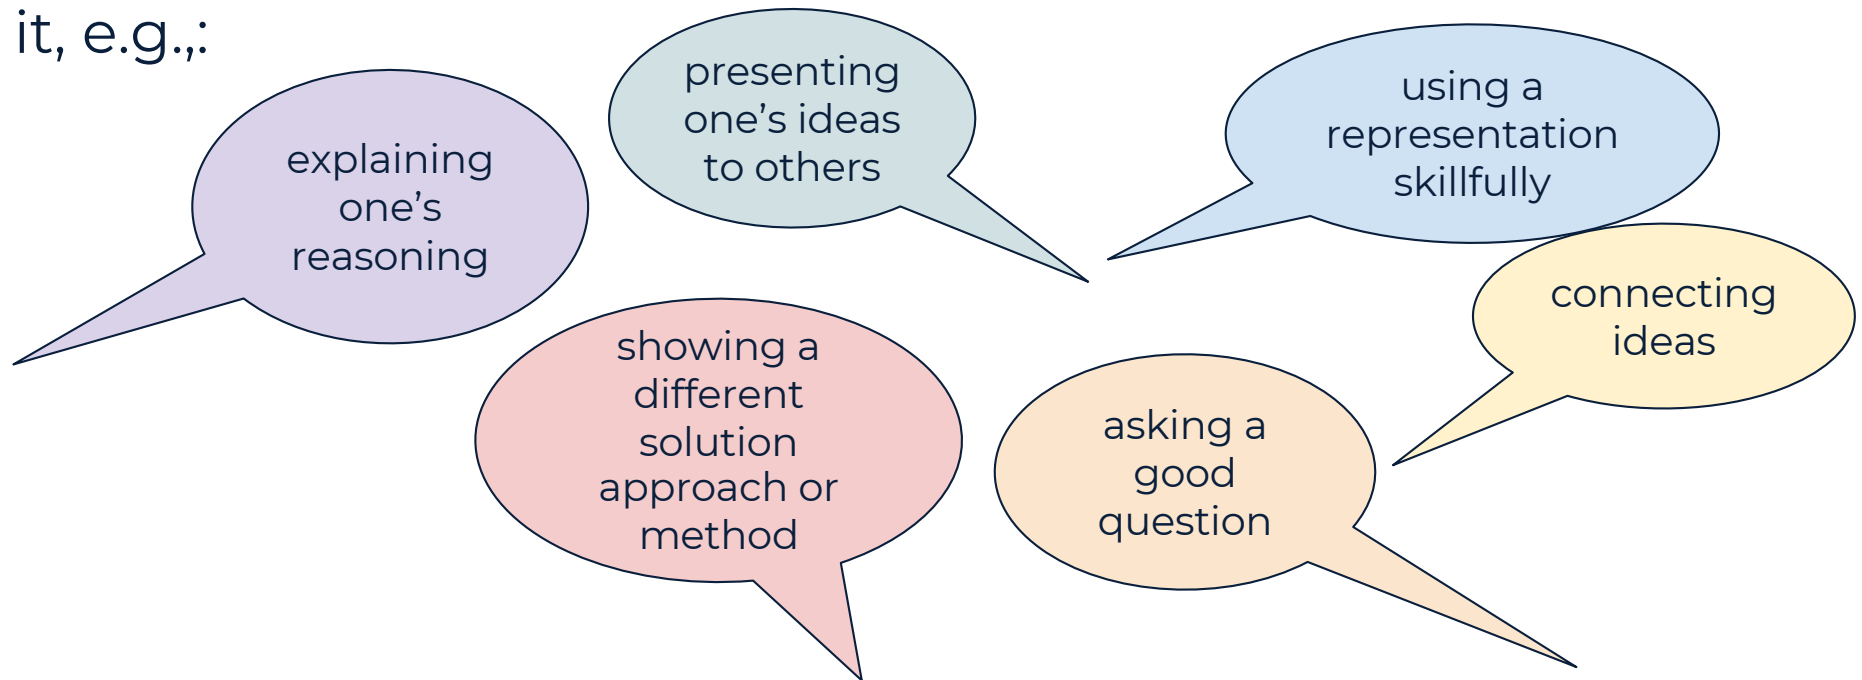 it, e.g.,:
explaining
one’s
reasoning
presenting
one’s ideas
to others
using a
representation
skillfully
connecting
ideas
showing a
different
solution
approach or
method
asking a
good
question